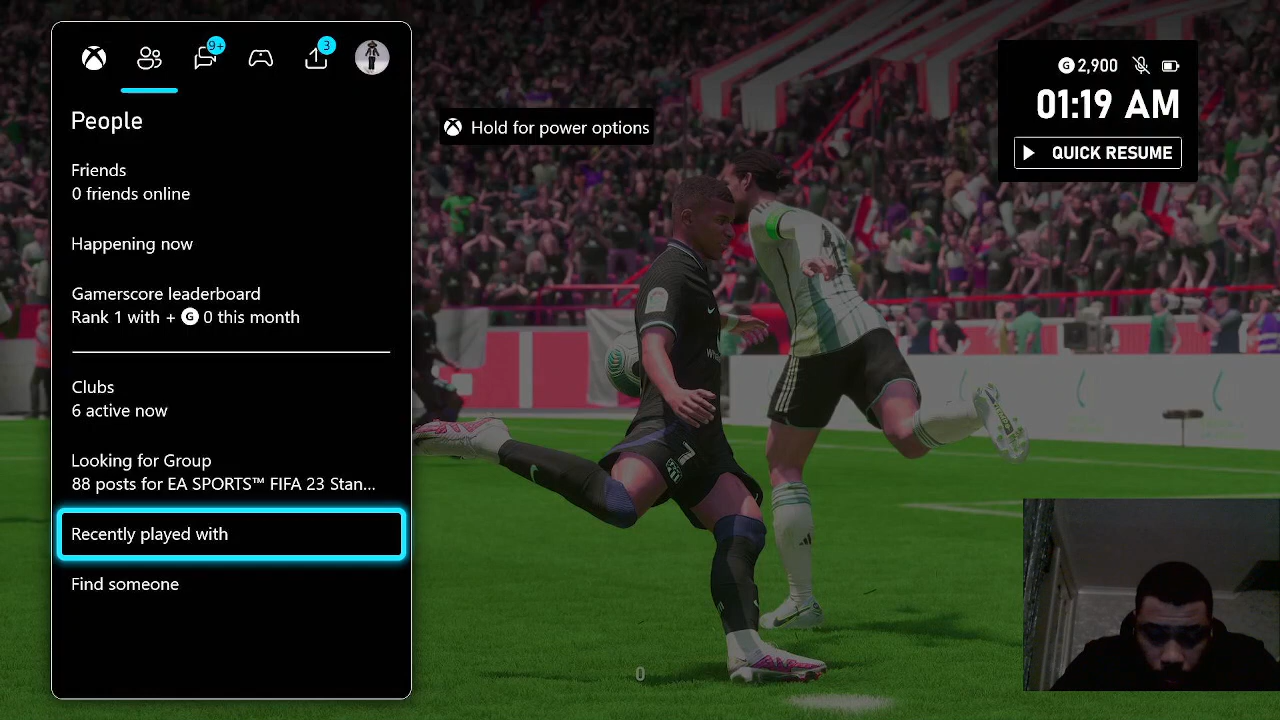 9+
3
People
Friends
0 friends online
Happening now
Gamerscore leaderboard
Rank 1 with + G 0 this month
Clubs
6 active now
Looking for Group
88 posts for EA SPORTS™ FIFA 23 Stan...
Recently played with
Find someone
Hold for power options
G 2,900
01:19 AM
QUICK RESUME
7
0